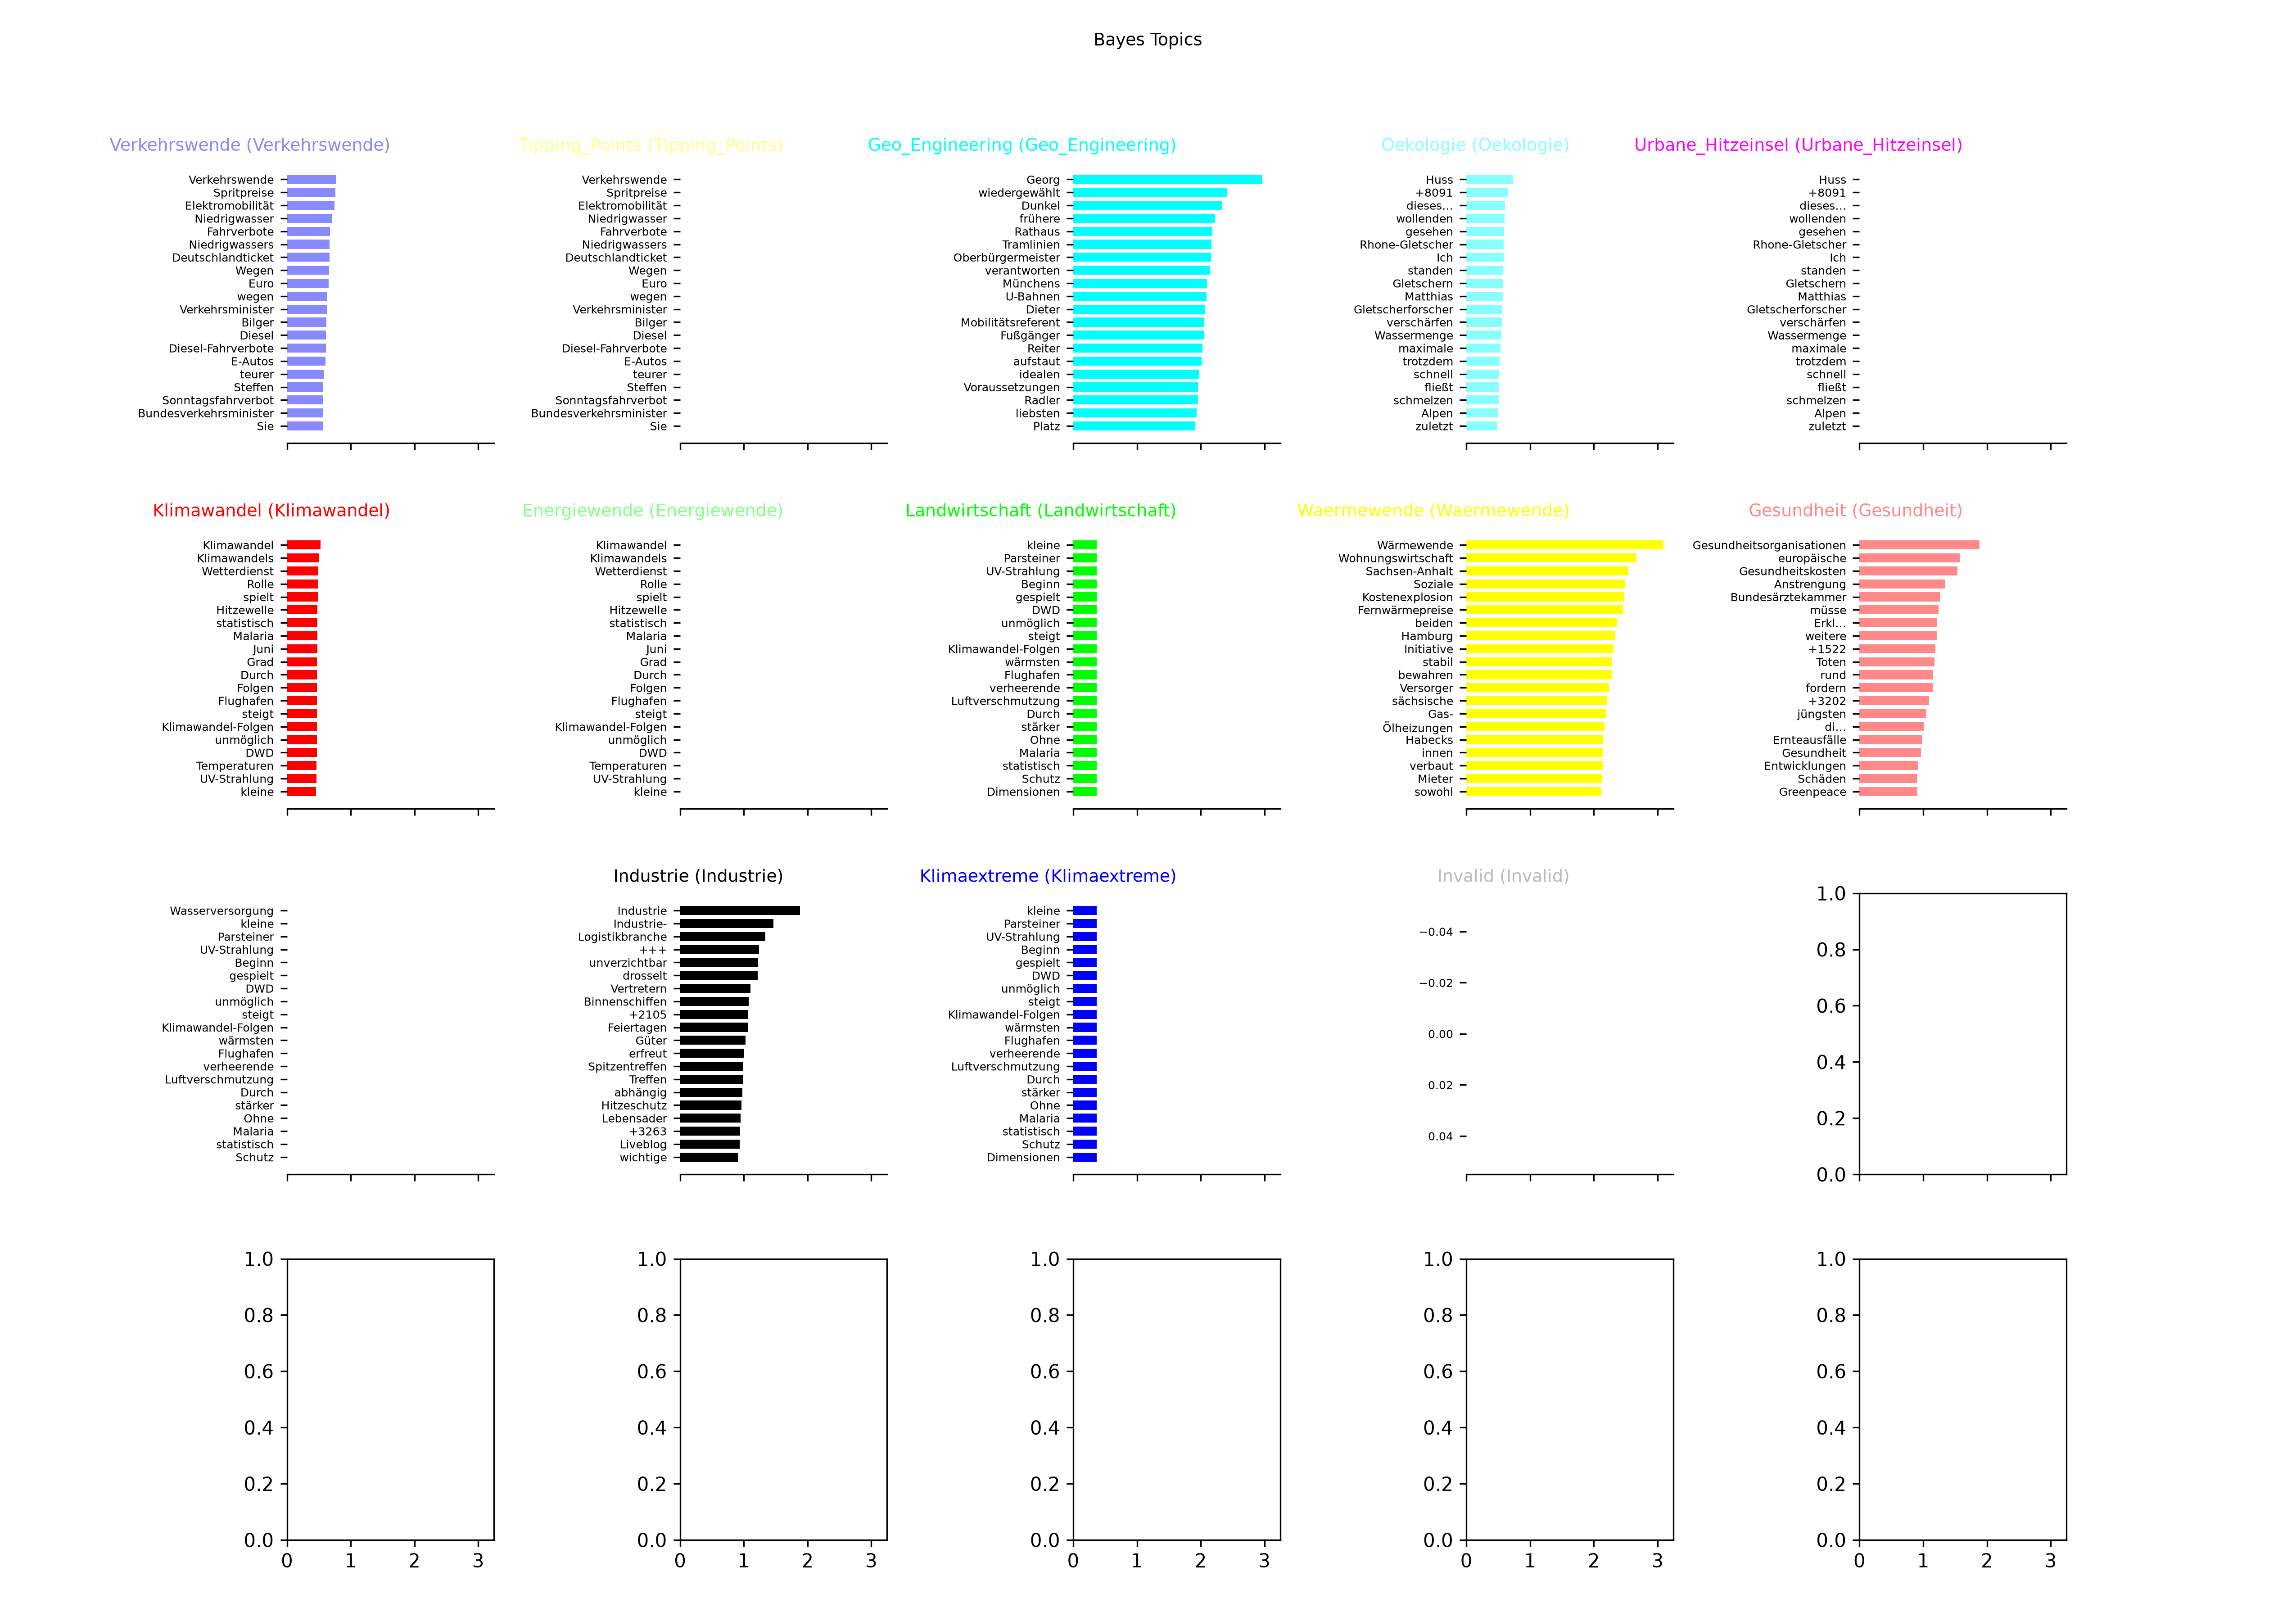 Bayes Topics
Verkehrswende (Verkehrswende)
Verkehrswende
Spritpreise
Elektromobilität
Niedrigwasser
Fahrverbote
Niedrigwassers
Deutschlandticket
Wegen
Euro
wegen
Verkehrsminister
Bilger
Diesel
Diesel-Fahrverbote
E-Autos
teurer
Steffen
Sonntagsfahrverbot
Bundesverkehrsminister
Sie
Tipping_Points (Tipping_Points)
Verkehrswende
Spritpreise
Elektromobilität
Niedrigwasser
Fahrverbote
Niedrigwassers
Deutschlandticket
Wegen
Euro
wegen
Verkehrsminister
Bilger
Diesel
Diesel-Fahrverbote
E-Autos
teurer
Steffen
Sonntagsfahrverbot
Bundesverkehrsminister
Sie
Geo_Engineering (Geo_Engineering)
Georg
wiedergewählt
Dunkel
frühere
Rathaus
Tramlinien
Oberbürgermeister
verantworten
Münchens
U-Bahnen
Dieter
Mobilitätsreferent
Fußgänger
Reiter
aufstaut
idealen
Voraussetzungen
Radler
liebsten
Platz
Oekologie (Oekologie)
Huss
+8091
dieses...
wollenden
gesehen
Rhone-Gletscher
Ich
standen
Gletschern
Matthias
Gletscherforscher
verschärfen
Wassermenge
maximale
trotzdem
schnell
fließt
schmelzen
Alpen
zuletzt
Urbane_Hitzeinsel (Urbane_Hitzeinsel)
Huss
+8091
dieses...
wollenden
gesehen
Rhone-Gletscher
Ich
standen
Gletschern
Matthias
Gletscherforscher
verschärfen
Wassermenge
maximale
trotzdem
schnell
fließt
schmelzen
Alpen
zuletzt
Klimawandel (Klimawandel)
Klimawandel
Klimawandels
Wetterdienst
Rolle
spielt
Hitzewelle
statistisch
Malaria
Juni
Grad
Durch
Folgen
Flughafen
steigt
Klimawandel-Folgen
unmöglich
DWD
Temperaturen
UV-Strahlung
kleine
Energiewende (Energiewende)
Klimawandel
Klimawandels
Wetterdienst
Rolle
spielt
Hitzewelle
statistisch
Malaria
Juni
Grad
Durch
Folgen
Flughafen
steigt
Klimawandel-Folgen
unmöglich
DWD
Temperaturen
UV-Strahlung
kleine
Landwirtschaft (Landwirtschaft)
kleine
Parsteiner
UV-Strahlung
Beginn
gespielt
DWD
unmöglich
steigt
Klimawandel-Folgen
wärmsten
Flughafen
verheerende
Luftverschmutzung
Durch
stärker
Ohne
Malaria
statistisch
Schutz
Dimensionen
Waermewende (Waermewende)
Wärmewende
Wohnungswirtschaft
Sachsen-Anhalt
Soziale
Kostenexplosion
Fernwärmepreise
beiden
Hamburg
Initiative
stabil
bewahren
Versorger
sächsische
Gas-
Ölheizungen
Habecks
innen
verbaut
Mieter
sowohl
Gesundheit (Gesundheit)
Gesundheitsorganisationen
europäische
Gesundheitskosten
Anstrengung
Bundesärztekammer
müsse
Erkl...
weitere
+1522
Toten
rund
fordern
+3202
jüngsten
di...
Ernteausfälle
Gesundheit
Entwicklungen
Schäden
Greenpeace
Wasserversorgung
kleine
Parsteiner
UV-Strahlung
Beginn
gespielt
DWD
unmöglich
steigt
Klimawandel-Folgen
wärmsten
Flughafen
verheerende
Luftverschmutzung
Durch
stärker
Ohne
Malaria
statistisch
Schutz
Industrie (Industrie)
Industrie
Industrie-
Logistikbranche
+++
unverzichtbar
drosselt
Vertretern
Binnenschiffen
+2105
Feiertagen
Güter
erfreut
Spitzentreffen
Treffen
abhängig
Hitzeschutz
Lebensader
+3263
Liveblog
wichtige
Klimaextreme (Klimaextreme)
kleine
Parsteiner
UV-Strahlung
Beginn
gespielt
DWD
unmöglich
steigt
Klimawandel-Folgen
wärmsten
Flughafen
verheerende
Luftverschmutzung
Durch
stärker
Ohne
Malaria
statistisch
Schutz
Dimensionen
Invalid (Invalid)
−0.04
−0.02
0.00
0.02
0.04
1.0
0.8
0.6
0.4
0.2
0.0
1.0
0.8
0.6
0.4
0.2
0.0
0 1 2 3
1.0
0.8
0.6
0.4
0.2
0.0
0 1 2 3
1.0
0.8
0.6
0.4
0.2
0.0
0 1 2 3
1.0
0.8
0.6
0.4
0.2
0.0
0 1 2 3
1.0
0.8
0.6
0.4
0.2
0.0
0 1 2 3